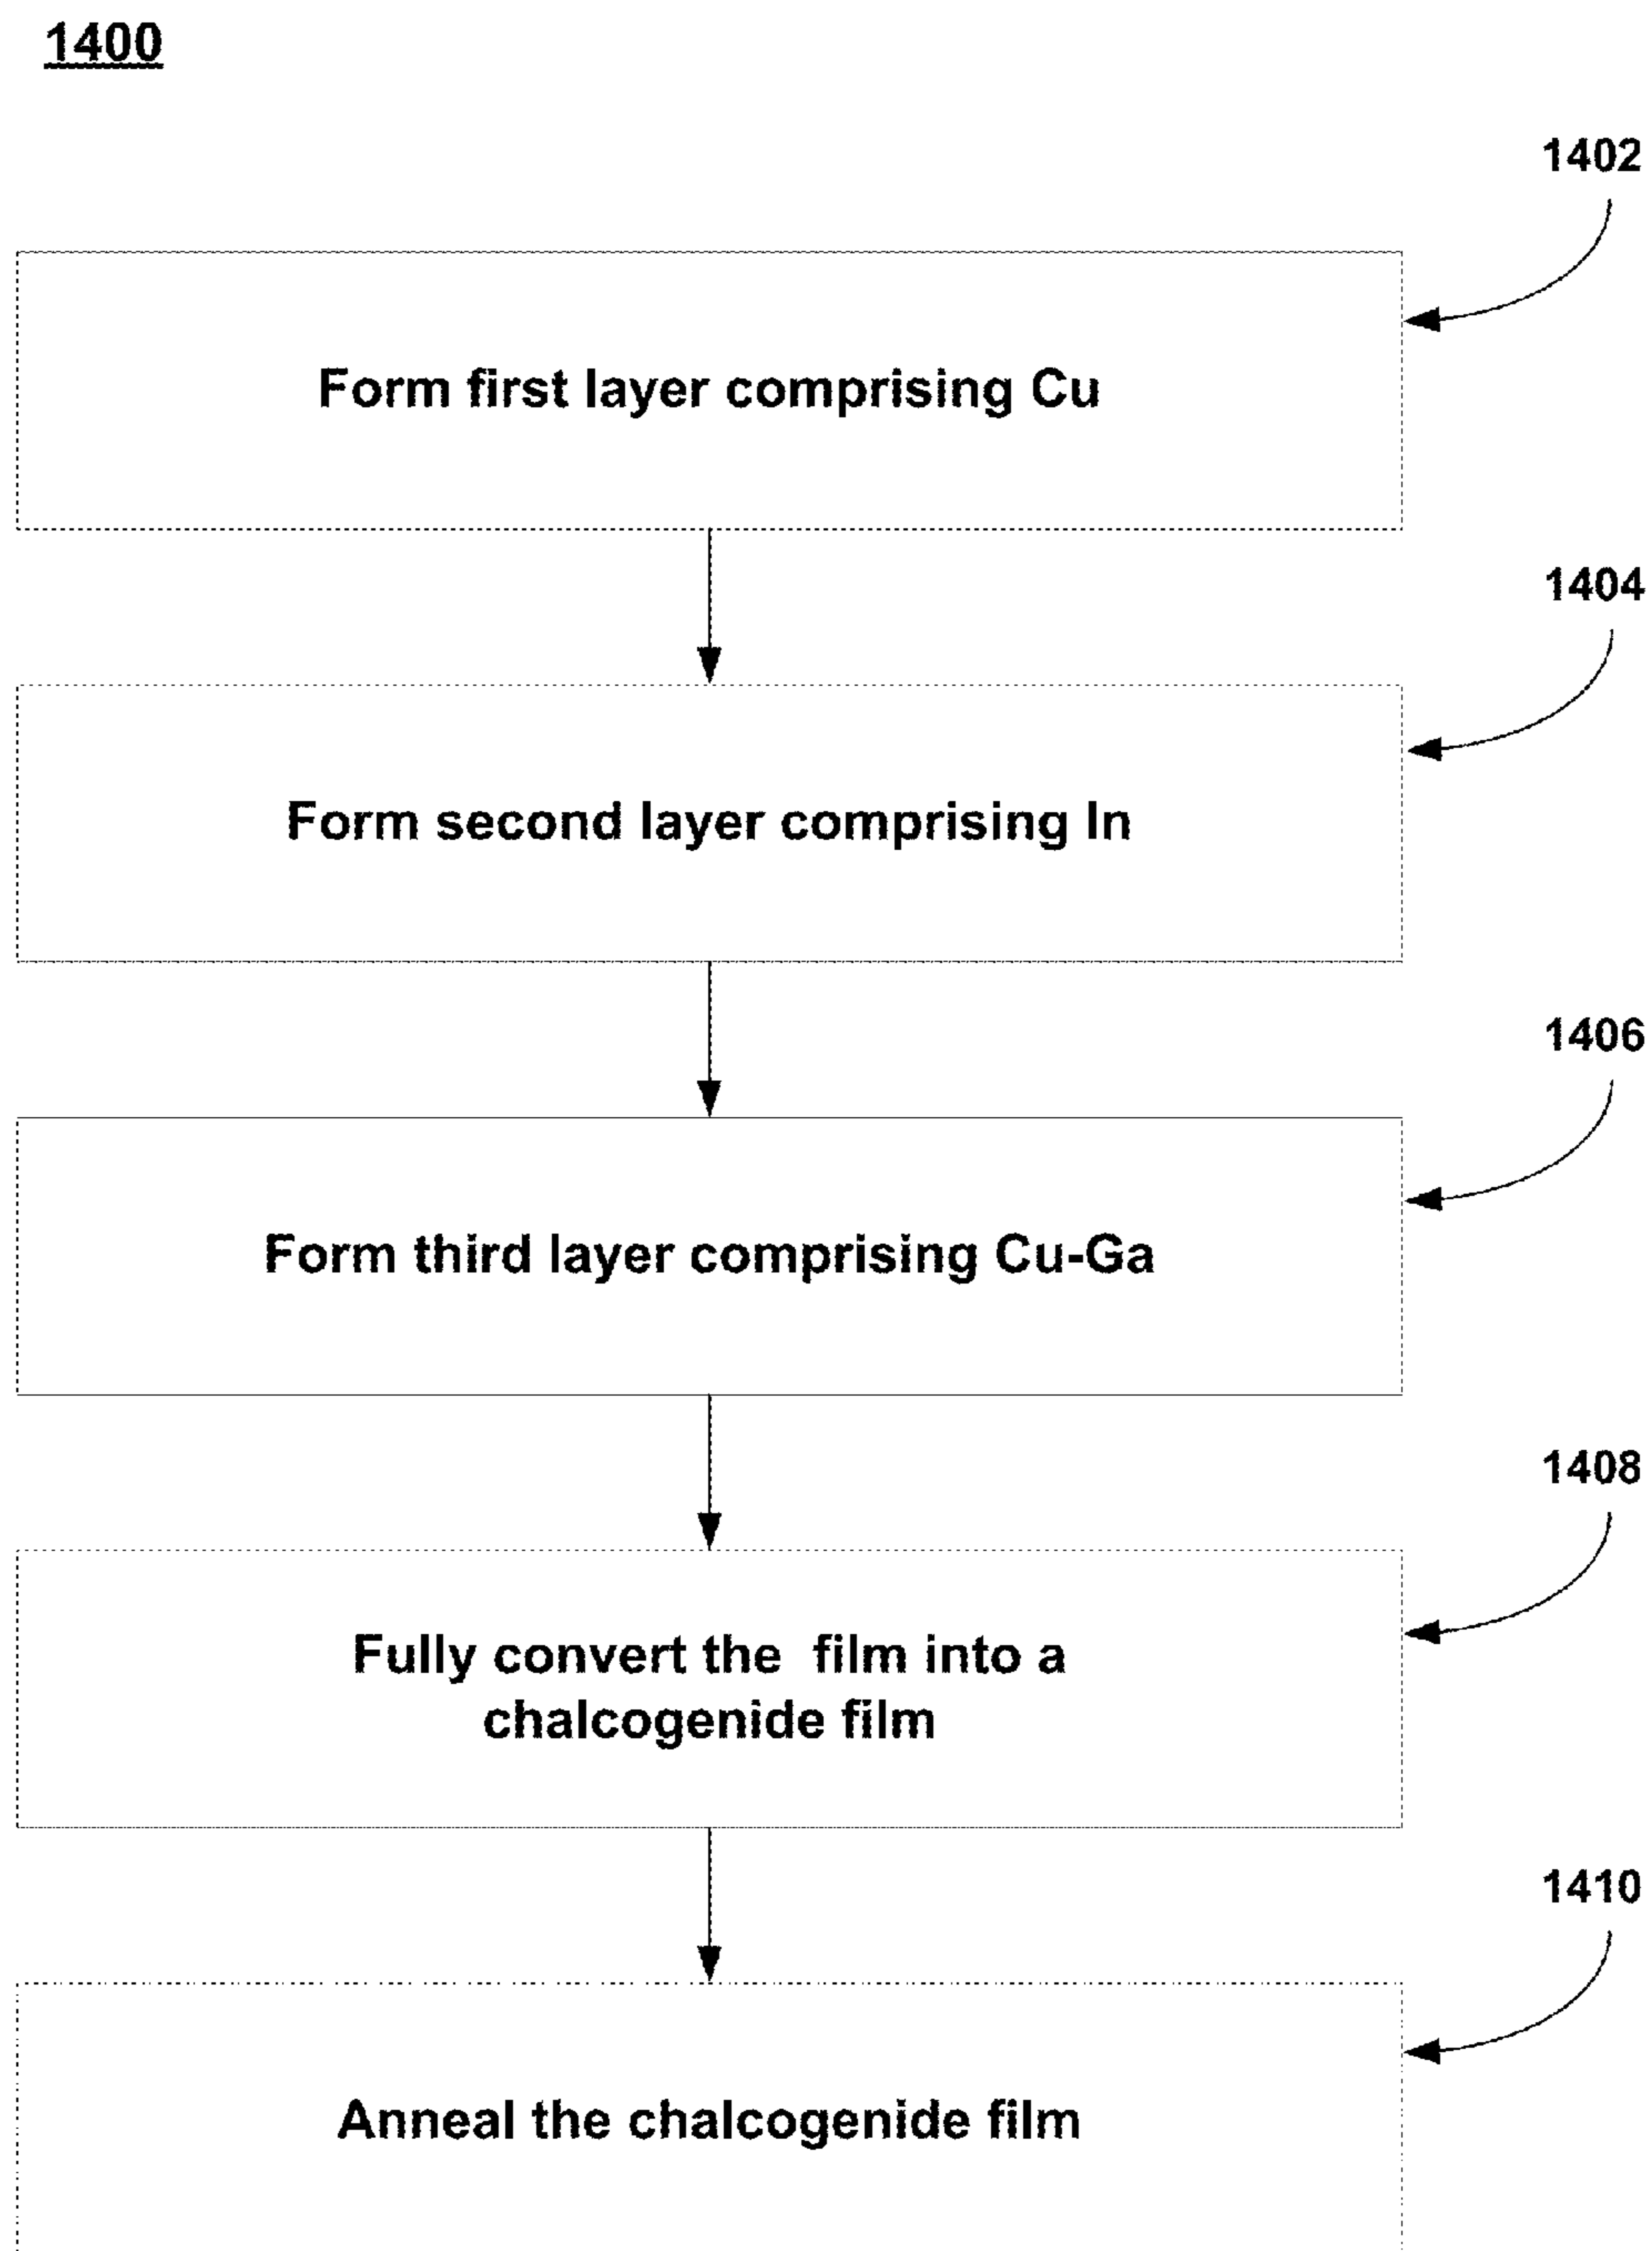 1400
1402
Form first layer comprising Cu
1404
Form second layer comprising In
1406
Form third layer comprising Cu-Ga
1408
Fully convert the film into a
chalcogenide film
1410
Anneal the chalcogenide film